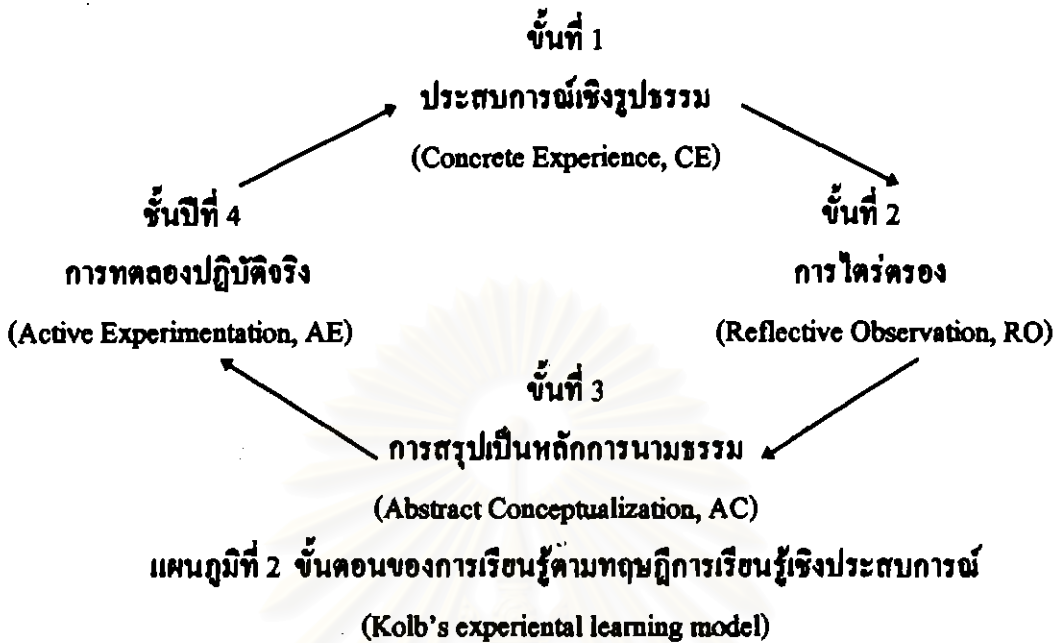 ขั้นที่ 1
ประสบการณ์เชิงรูปธรรม
(Concrete Experience, CE)
ขั้นที่ 2
การไตร่ตรอง
(Reflective Observation, RO)
ขั้นที่ 3
การสรุปเป็นหลักการนามธรรม
(Abstract Conceptualization, AC)
ชั้นปีที่ 4
การทดลองปฏิบัติจริง
(Active Experimentation, AE)
แผนภูมิที่ 2 ขั้นตอนของการเรียนรู้ตามทฤษฎีการเรียนรู้เชิงประสบการณ์
(Kolb's experiental learning model)